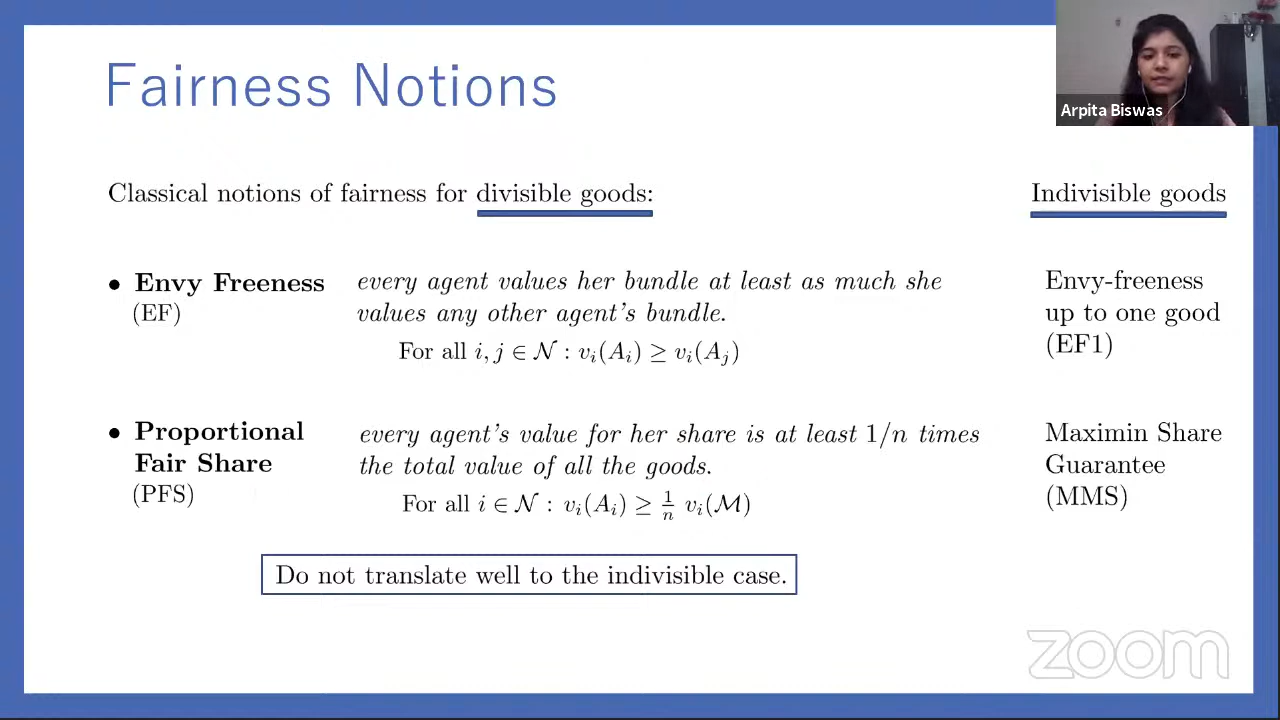 Fairness Notions
Arpita Biswas
Classical notions of fairness for divisible goods:
Indivisible goods
• Envy Freeness
(EF)
every agent values her bundle at least as much she
values any other agent's bundle.
For all i, j ∈ 𝒩 : vᵢ(Aᵢ) ≥ vᵢ(Aⱼ)
Envy-freeness
up to one good
(EF1)
• Proportional
Fair Share
(PFS)
every agent's value for her share is at least 1/n times
the total value of all the goods.
For all i ∈ 𝒩 : vᵢ(Aᵢ) ≥ 1/n vᵢ(ℳ)
Maximin Share
Guarantee
(MMS)
Do not translate well to the indivisible case.
zoom